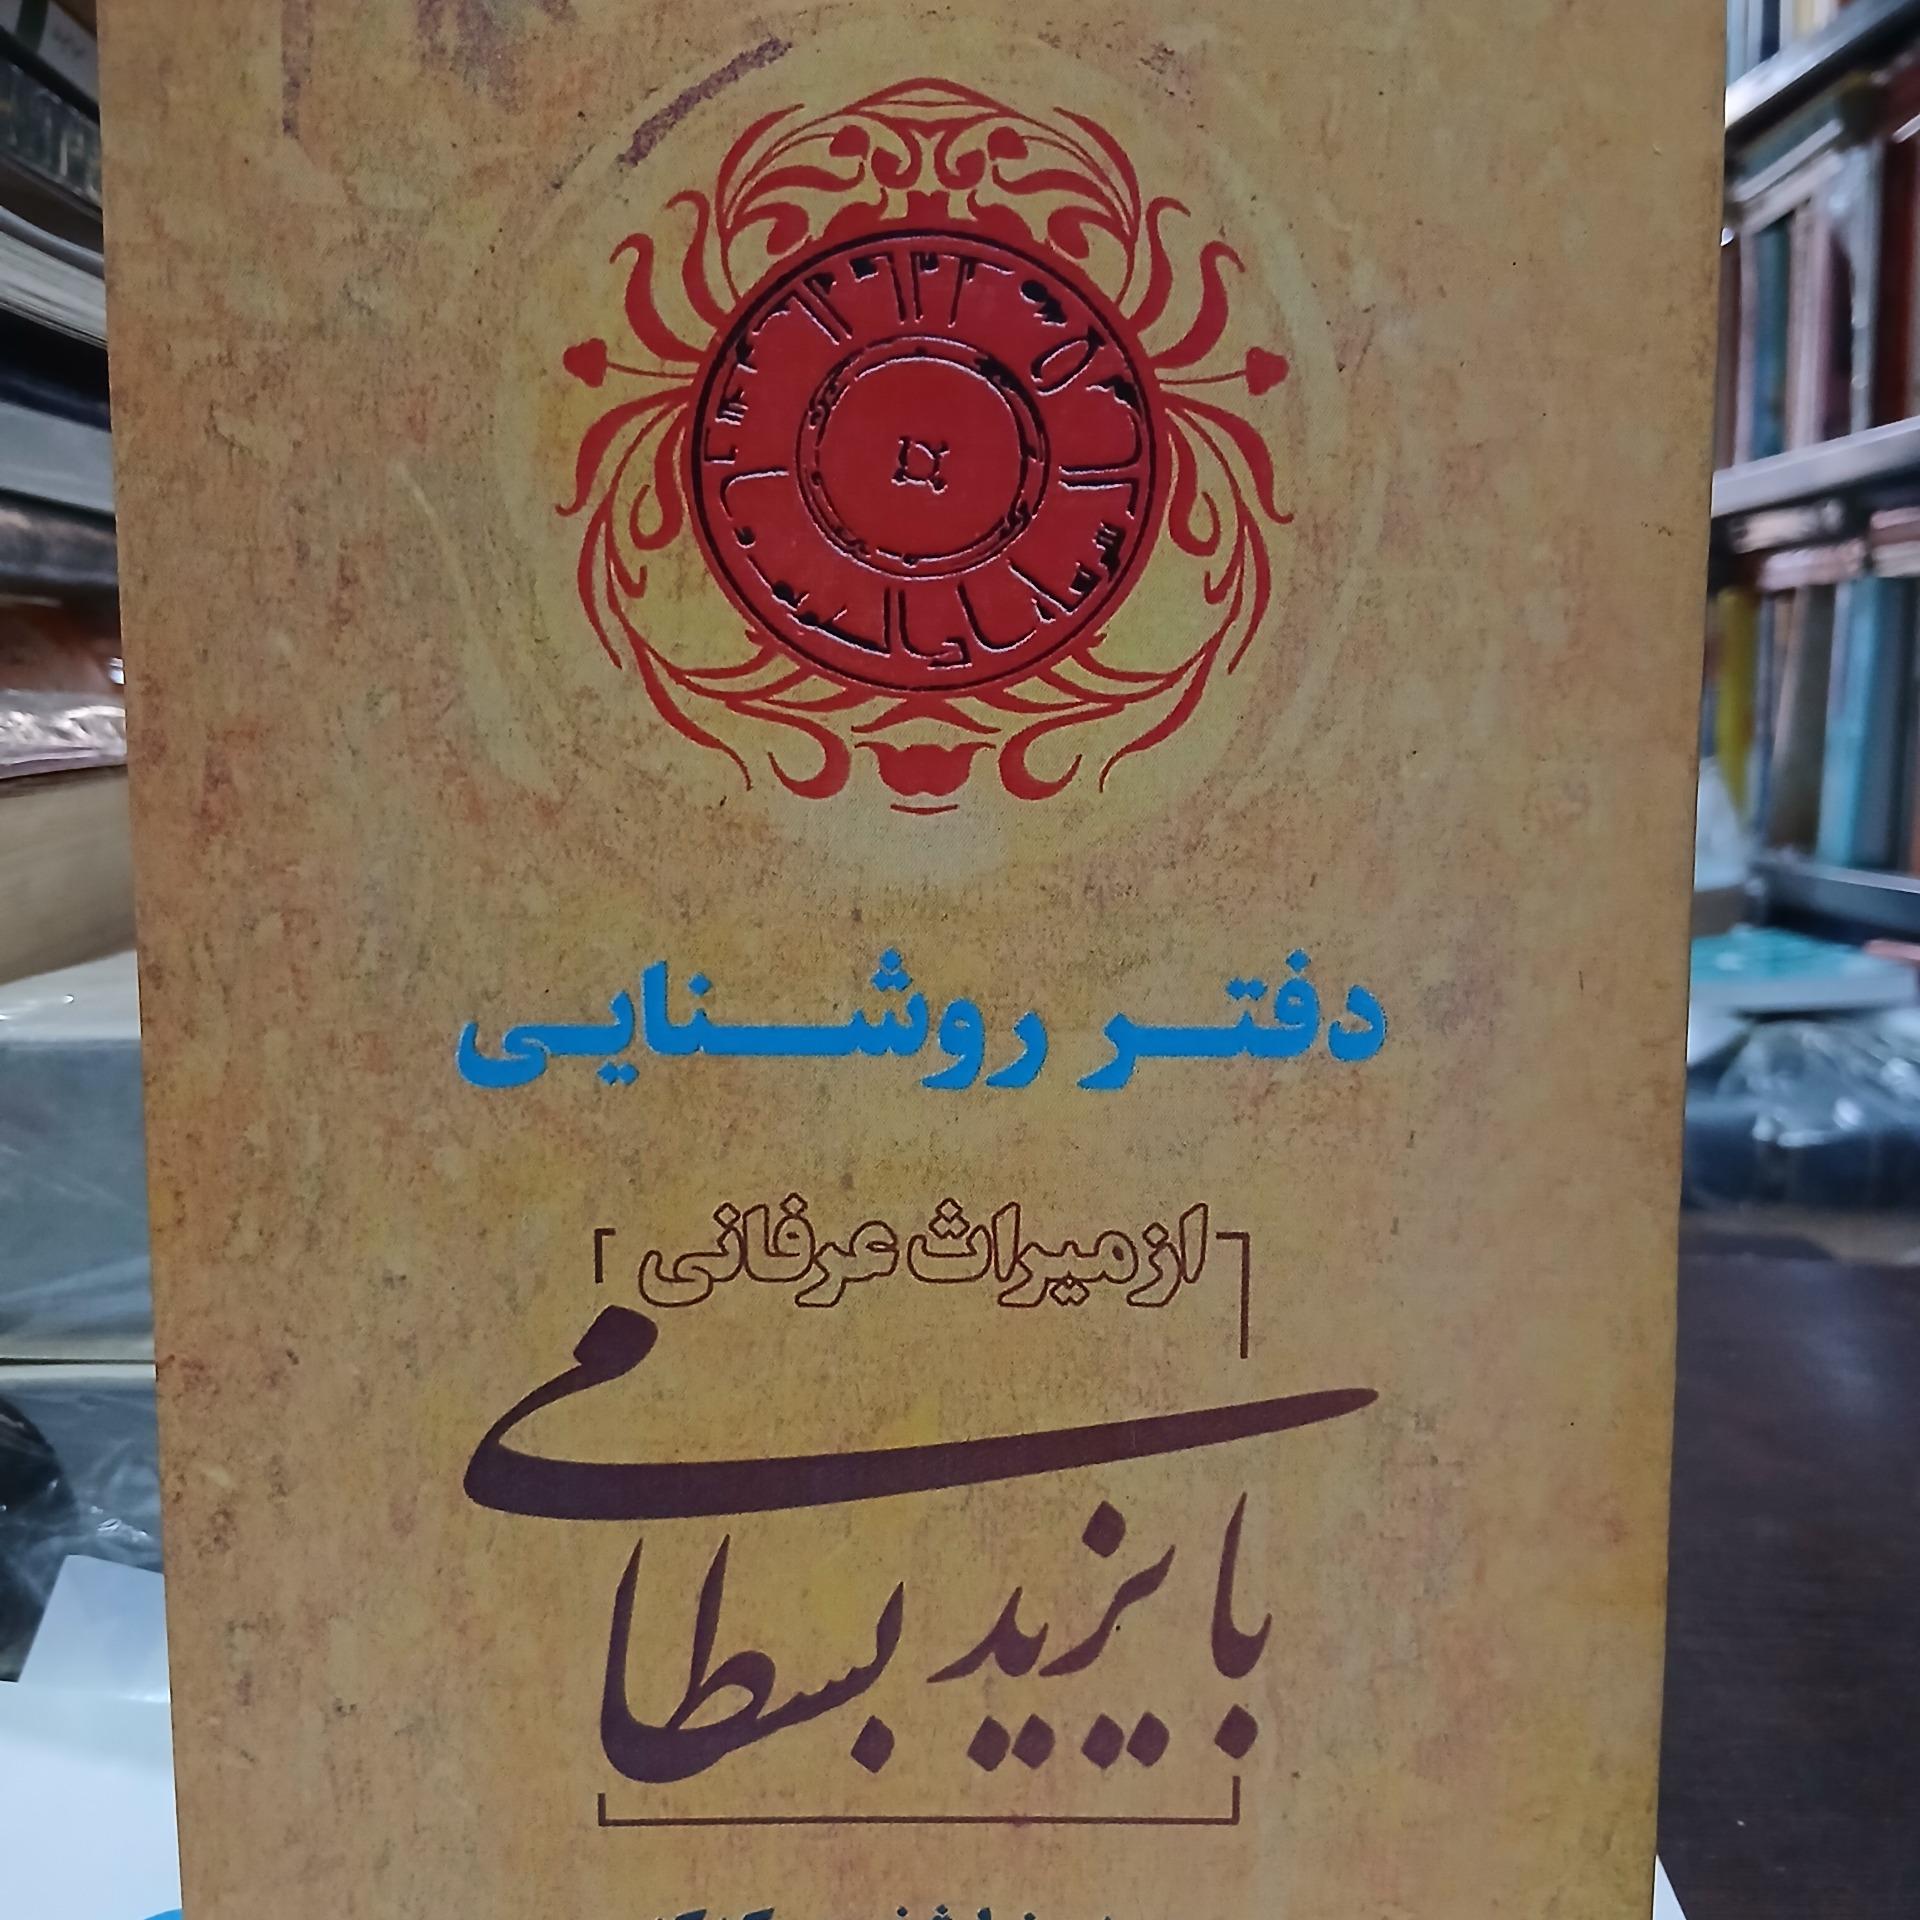 دفتر روشنایی
از میراث عرفانی
بایزید بسطامی